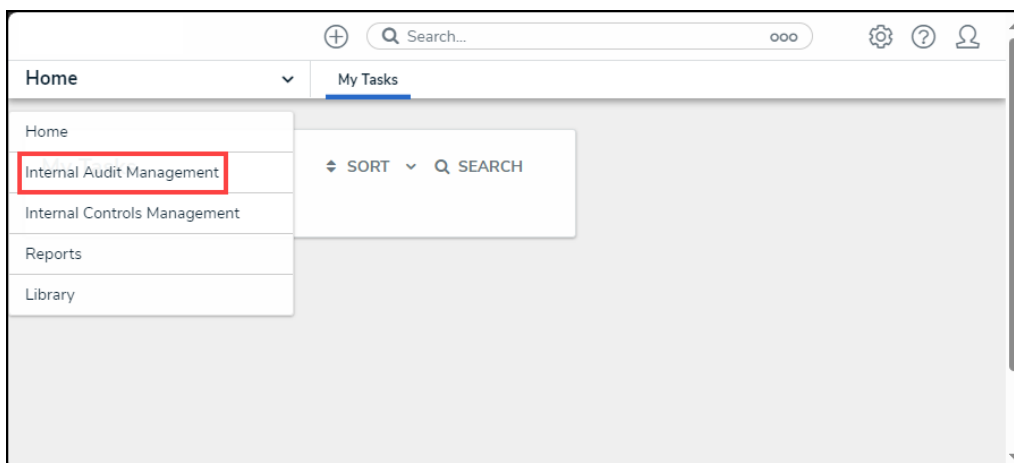 Search...
Home
My Tasks
Home
Internal Audit Management
SORT SEARCH
Internal Controls Management
Reports
Library